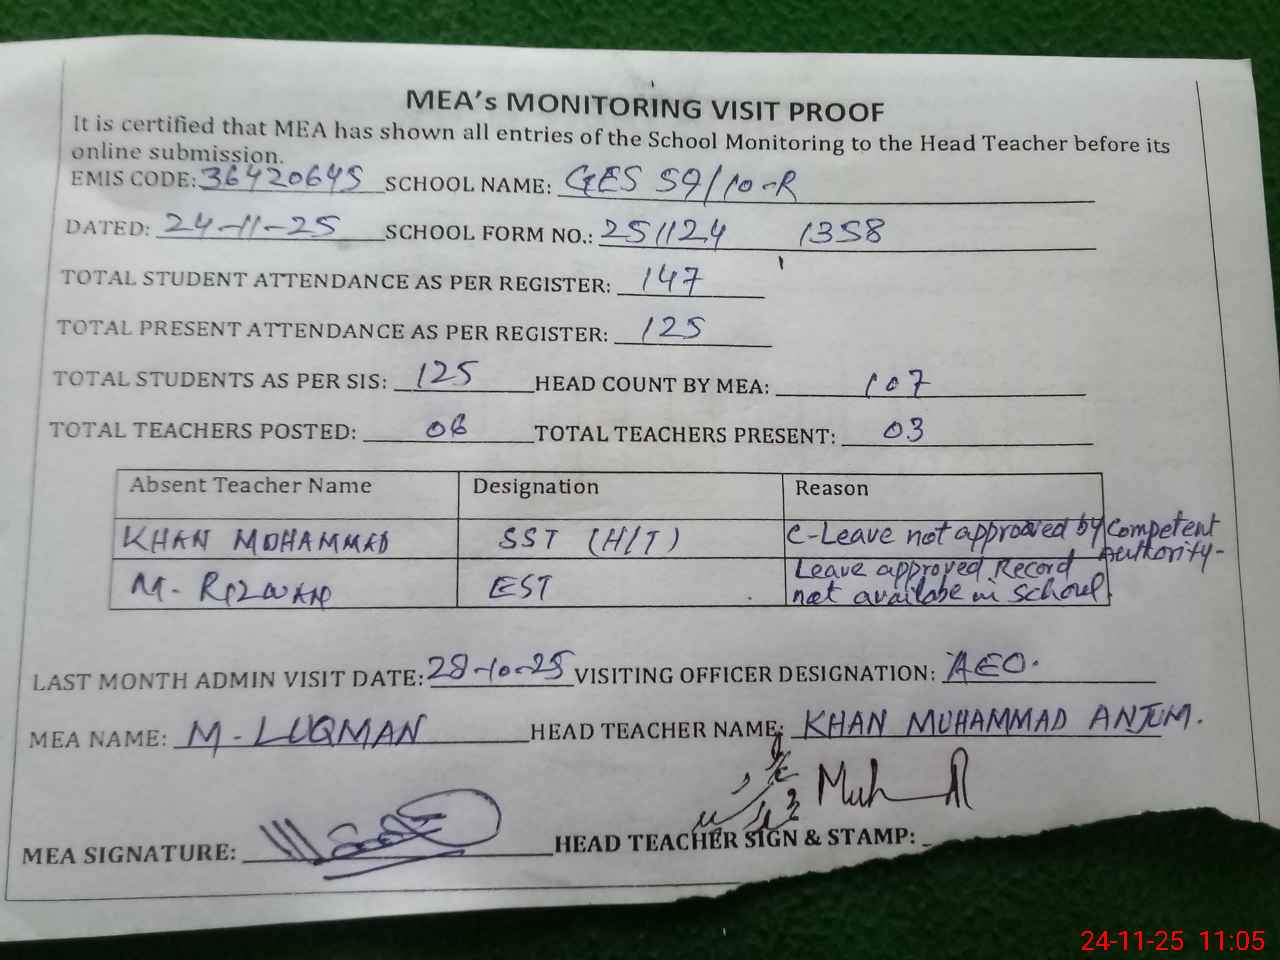 MEA's MONITORING VISIT PROOF
It is certified that MEA has shown all entries of the School Monitoring to the Head Teacher before its
online submission.
EMIS CODE: 36420645 SCHOOL NAME: GES 59/10-R
DATED: 24-11-25 SCHOOL FORM NO.: 251124 1358
TOTAL STUDENT ATTENDANCE AS PER REGISTER: 147
TOTAL PRESENT ATTENDANCE AS PER REGISTER: 125
TOTAL STUDENTS AS PER SIS: 125 HEAD COUNT BY MEA: 107
TOTAL TEACHERS POSTED: 06 TOTAL TEACHERS PRESENT: 03
Absent Teacher Name Designation Reason
KHAN MOHAMMAD SST (H/T) C-Leave not approaved by Competent Authority-
M. RIZWAN EST Leave approved Record not availabe in school
LAST MONTH ADMIN VISIT DATE: 28-10-25 VISITING OFFICER DESIGNATION: AEO.
MEA NAME: M. LUQMAN HEAD TEACHER NAME: KHAN MUHAMMAD ANJUM.
MEA SIGNATURE: HEAD TEACHER SIGN & STAMP:
24-11-25 11:05